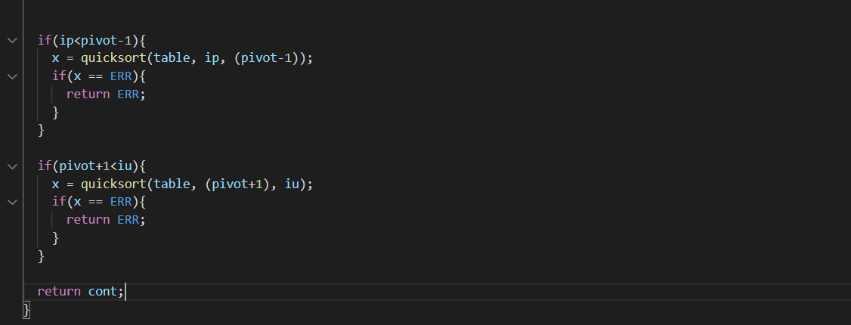 if(ip<pivot-1){
x = quicksort(table, ip, (pivot-1));
if(x == ERR){
return ERR;
}
}
if(pivot+1<iu){
x = quicksort(table, (pivot+1), iu);
if(x == ERR){
return ERR;
}
}
return cont;
}